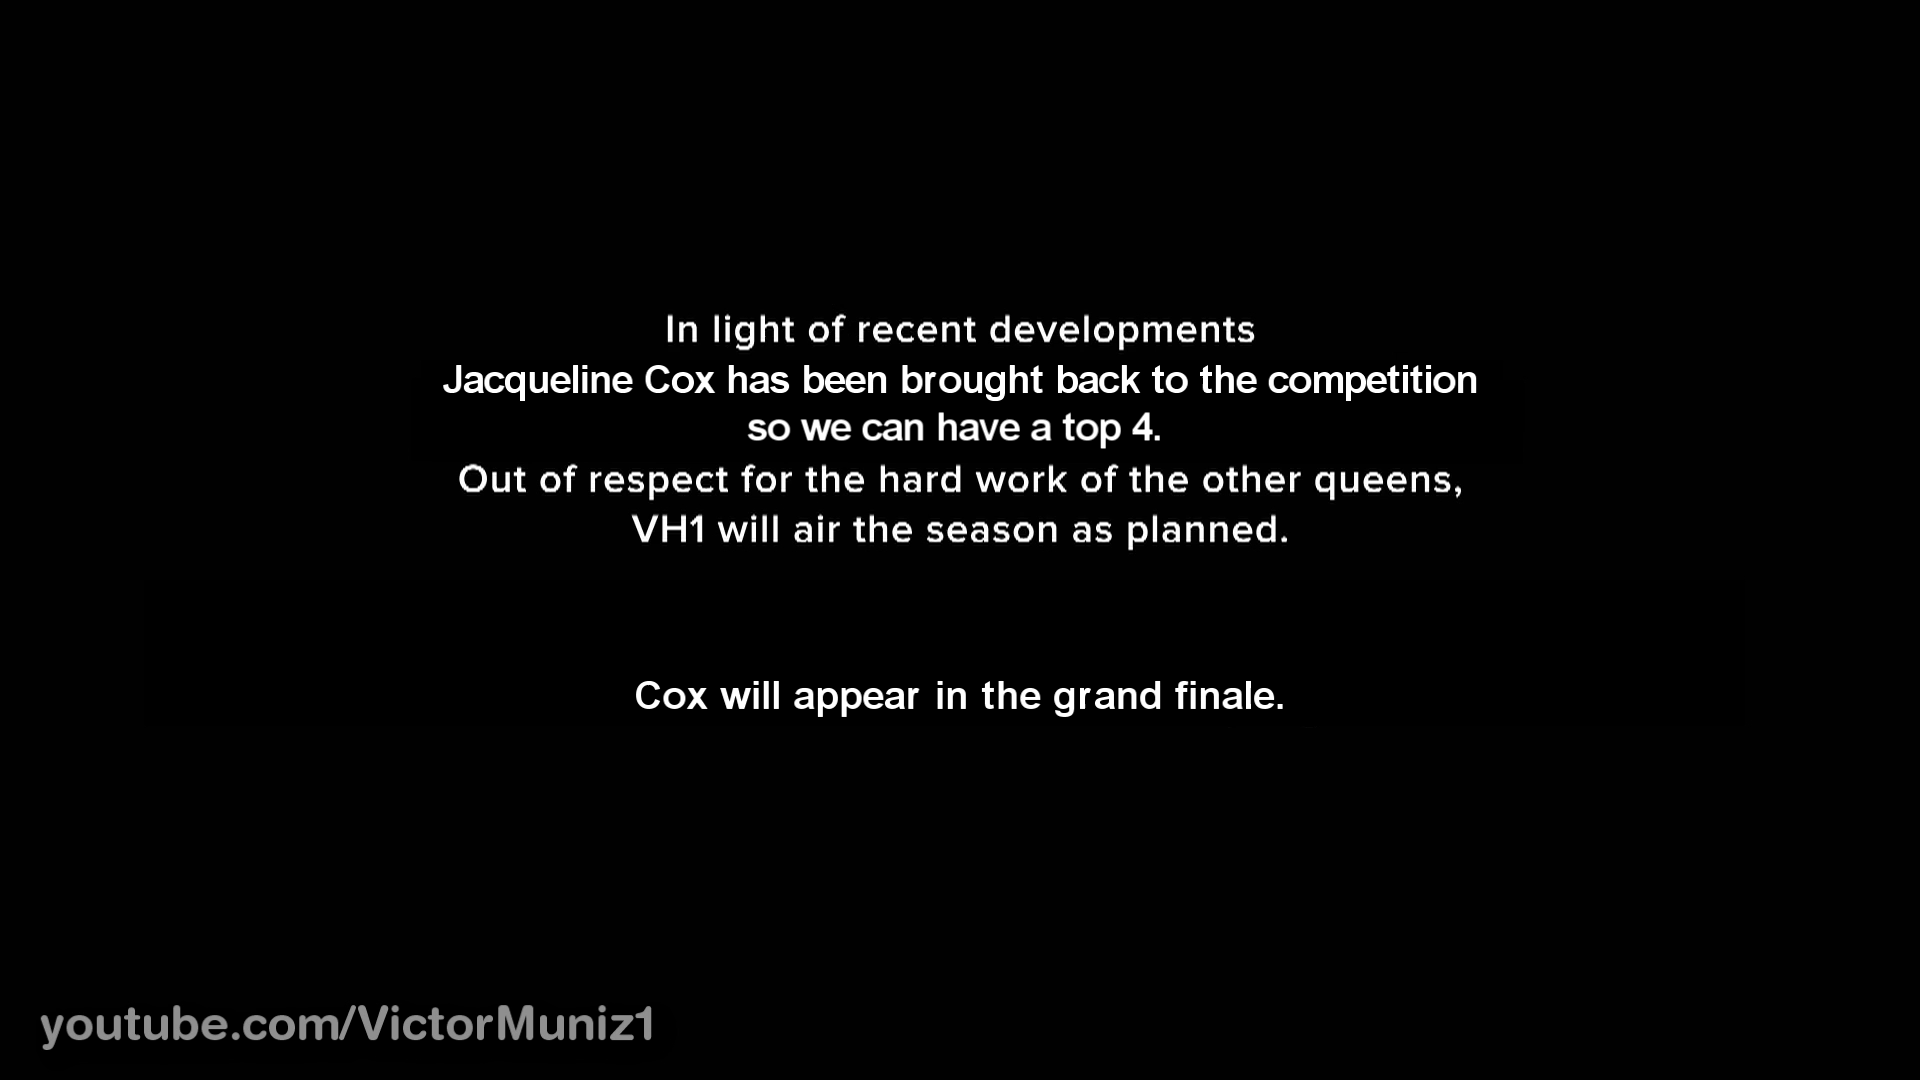 In light of recent developments
Jacqueline Cox has been brought back to the competition
so we can have a top 4.
Out of respect for the hard work of the other queens,
VH1 will air the season as planned.
Cox will appear in the grand finale.
youtube.com/VictorMuniz1